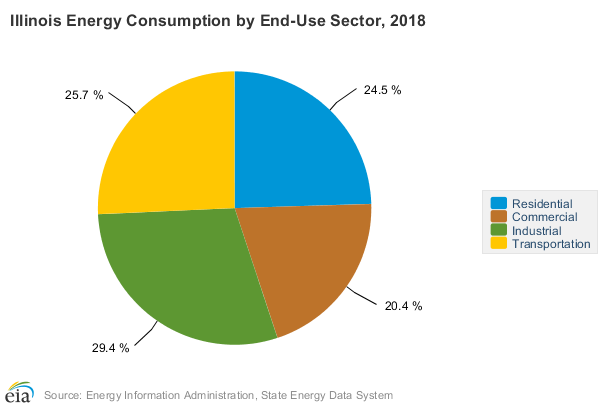 Illinois Energy Consumption by End-Use Sector, 2018
25.7 %
24.5 %
Residential
Commercial
Industrial
Transportation
20.4 %
29.4 %
eia
Source: Energy Information Administration, State Energy Data System